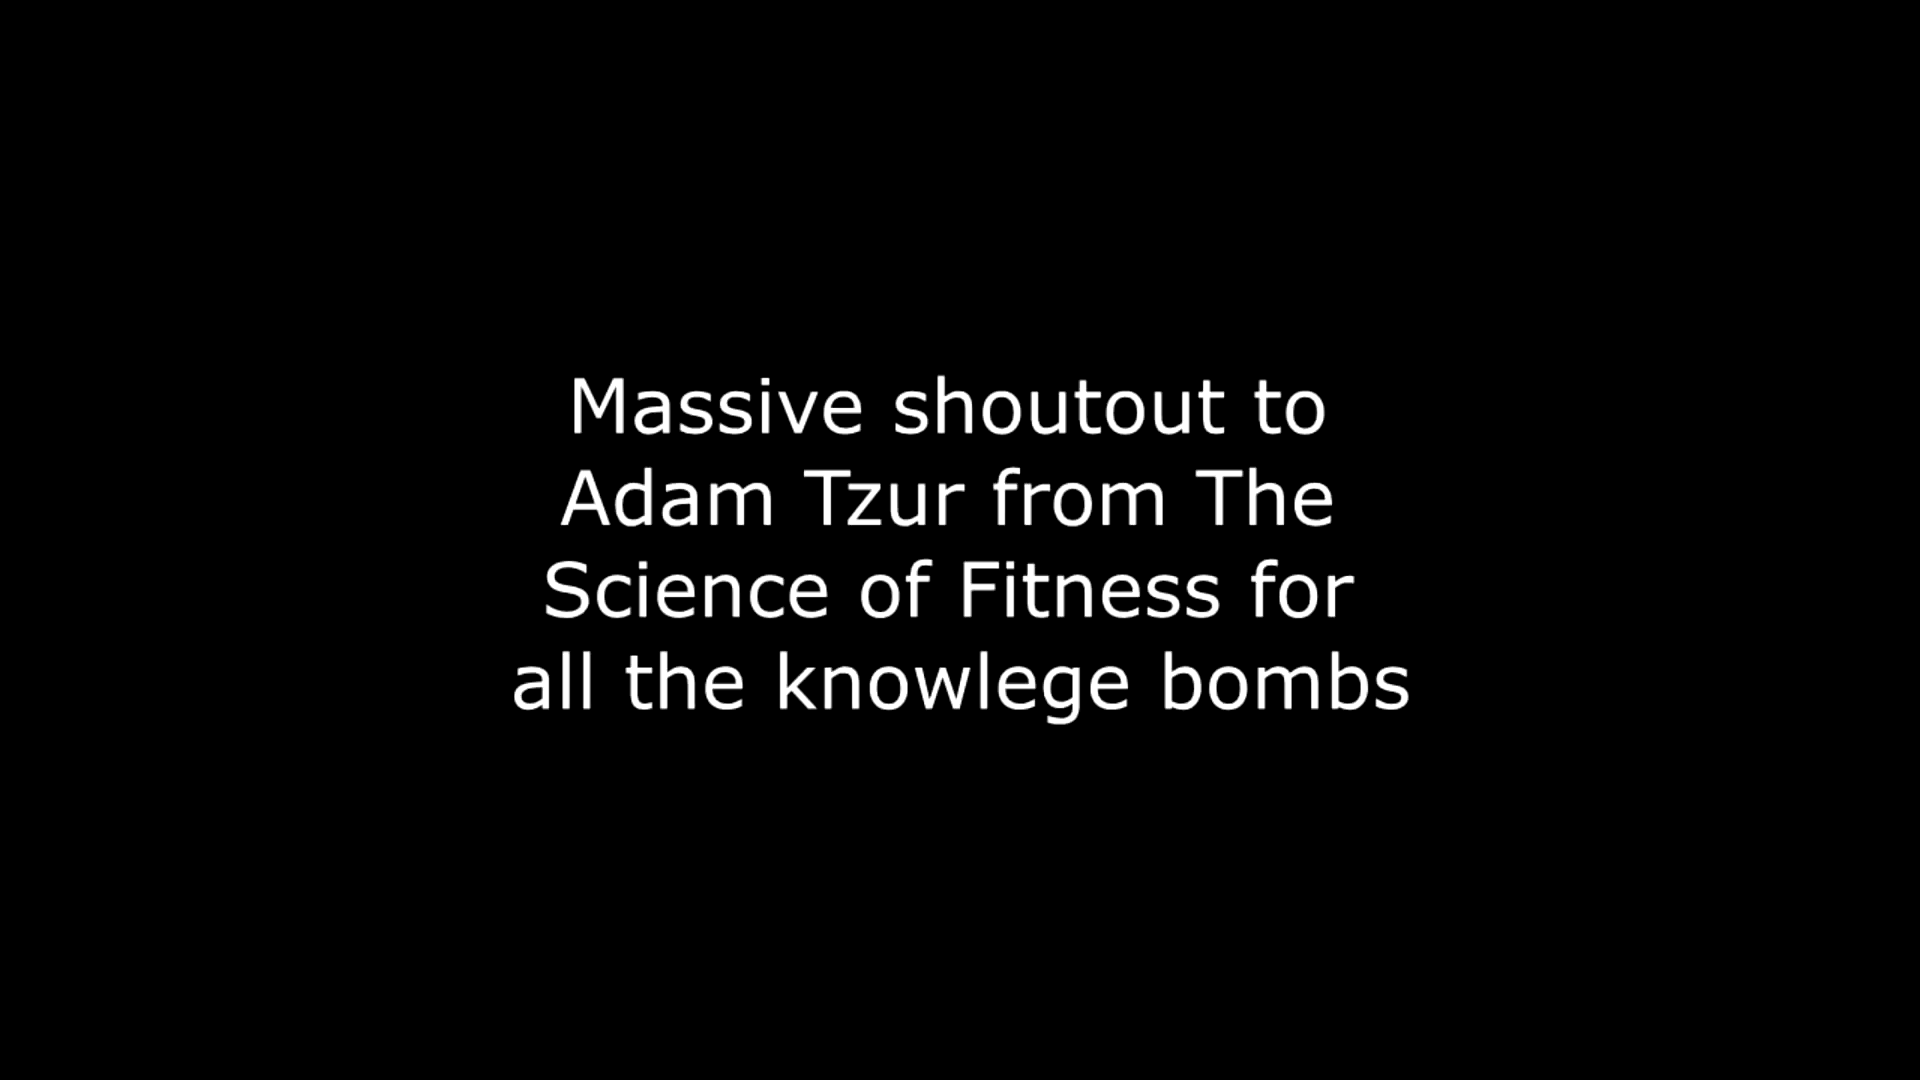 Massive shoutout to
Adam Tzur from The
Science of Fitness for
all the knowlege bombs